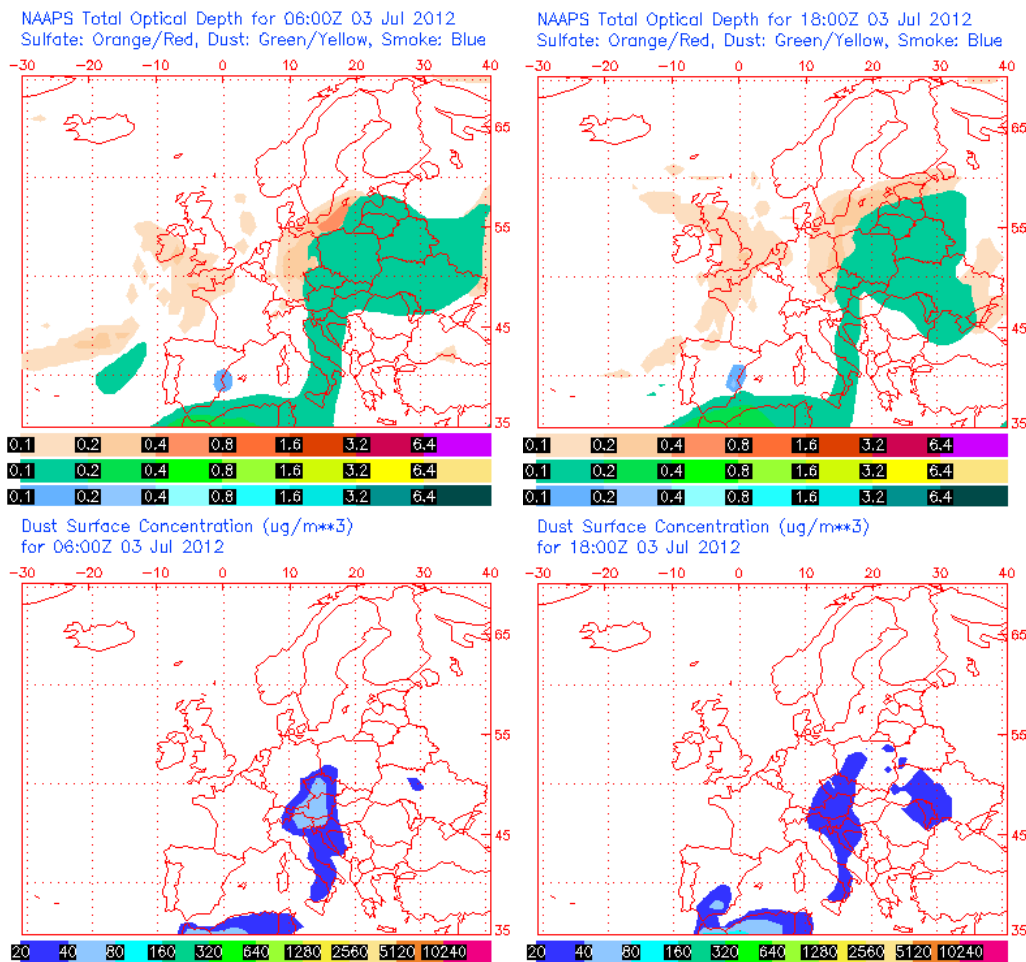 NAAPS Total Optical Depth for 06:00Z 03 Jul 2012
Sulfate: Orange/Red, Dust: Green/Yellow, Smoke: Blue
-30 -20 -10 0 10 20 30 40
65
55
45
35
0.1 0.2 0.4 0.8 1.6 3.2 6.4
0.1 0.2 0.4 0.8 1.6 3.2 6.4
0.1 0.2 0.4 0.8 1.6 3.2 6.4
NAAPS Total Optical Depth for 18:00Z 03 Jul 2012
Sulfate: Orange/Red, Dust: Green/Yellow, Smoke: Blue
-30 -20 -10 0 10 20 30 40
65
55
45
35
0.1 0.2 0.4 0.8 1.6 3.2 6.4
0.1 0.2 0.4 0.8 1.6 3.2 6.4
0.1 0.2 0.4 0.8 1.6 3.2 6.4
Dust Surface Concentration (ug/m**3)
for 06:00Z 03 Jul 2012
-30 -20 -10 0 10 20 30 40
65
55
45
35
20 40 80 160 320 640 1280 2560 5120 10240
Dust Surface Concentration (ug/m**3)
for 18:00Z 03 Jul 2012
-30 -20 -10 0 10 20 30 40
65
55
45
35
20 40 80 160 320 640 1280 2560 5120 10240